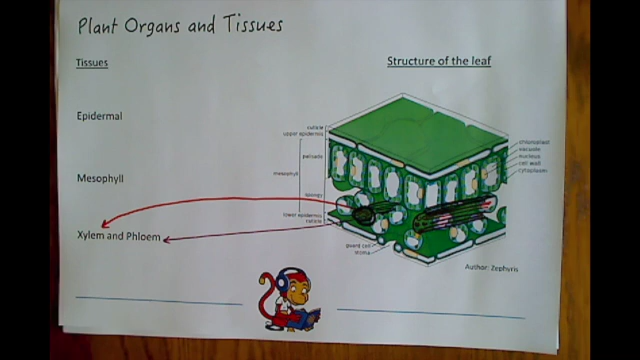 Plant Organs and Tissues
Tissues
Structure of the leaf
Epidermal
Mesophyll
Xylem and Phloem
cuticle
upper epidermis
palisade
mesophyll
spongy
lower epidermis
cuticle
guard cell
stoma
chloroplast
vacuole
nucleus
cell wall
cytoplasm
Author: Zephyris